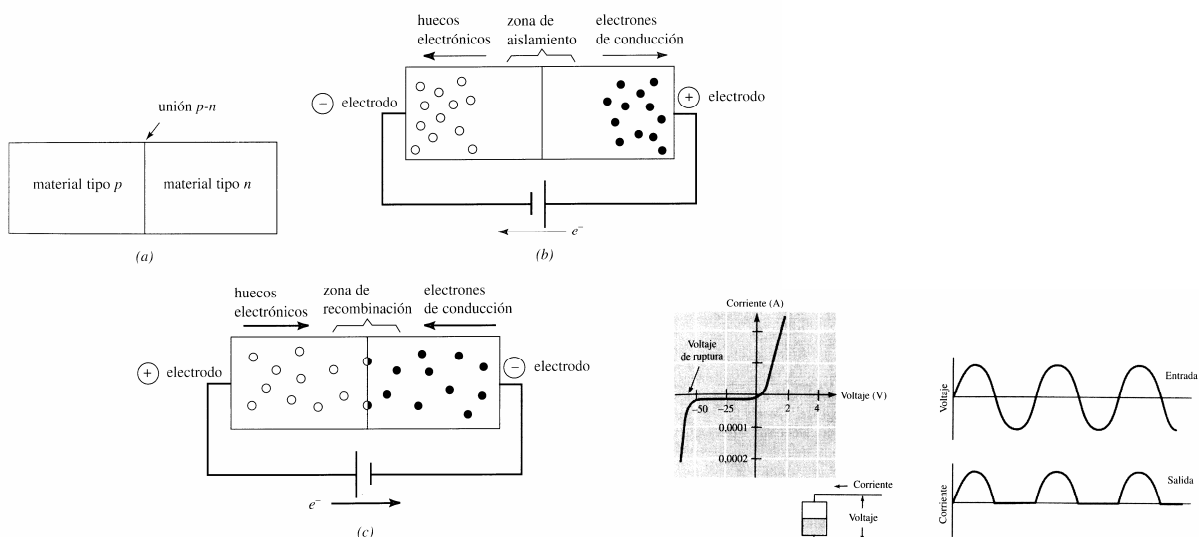 huecos
electrónicos
zona de
aislamiento
electrones
de conducción
− electrodo
+ electrodo
unión p-n
material tipo p
material tipo n
e−
(a)
(b)
huecos
electrónicos
zona de
recombinación
electrones
de conducción
+ electrodo
− electrodo
e−
(c)
Corriente (A)
Voltaje
de ruptura
Voltaje (V)
−50 −25 2 4
0.0001
0.0002
Corriente
Voltaje
Voltaje
Entrada
Corriente
Salida